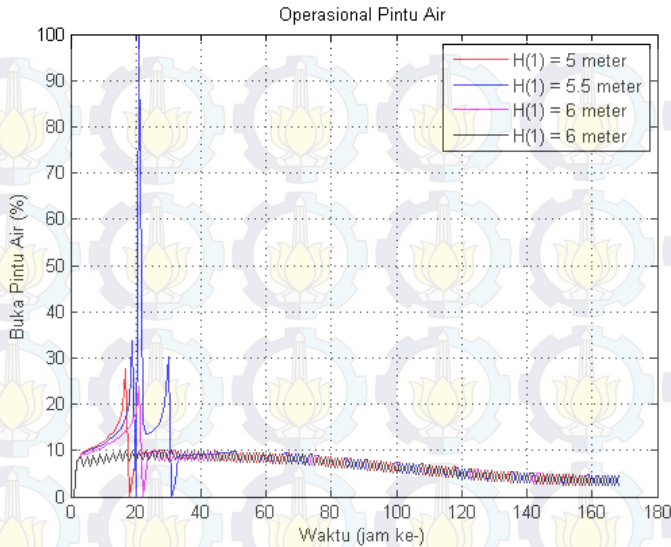 Operasional Pintu Air
H(1) = 5 meter
H(1) = 5.5 meter
H(1) = 6 meter
H(1) = 6 meter
Buka Pintu Air (%)
100
90
80
70
60
50
40
30
20
10
0
0 20 40 60 80 100 120 140 160 180
Waktu (jam ke-)